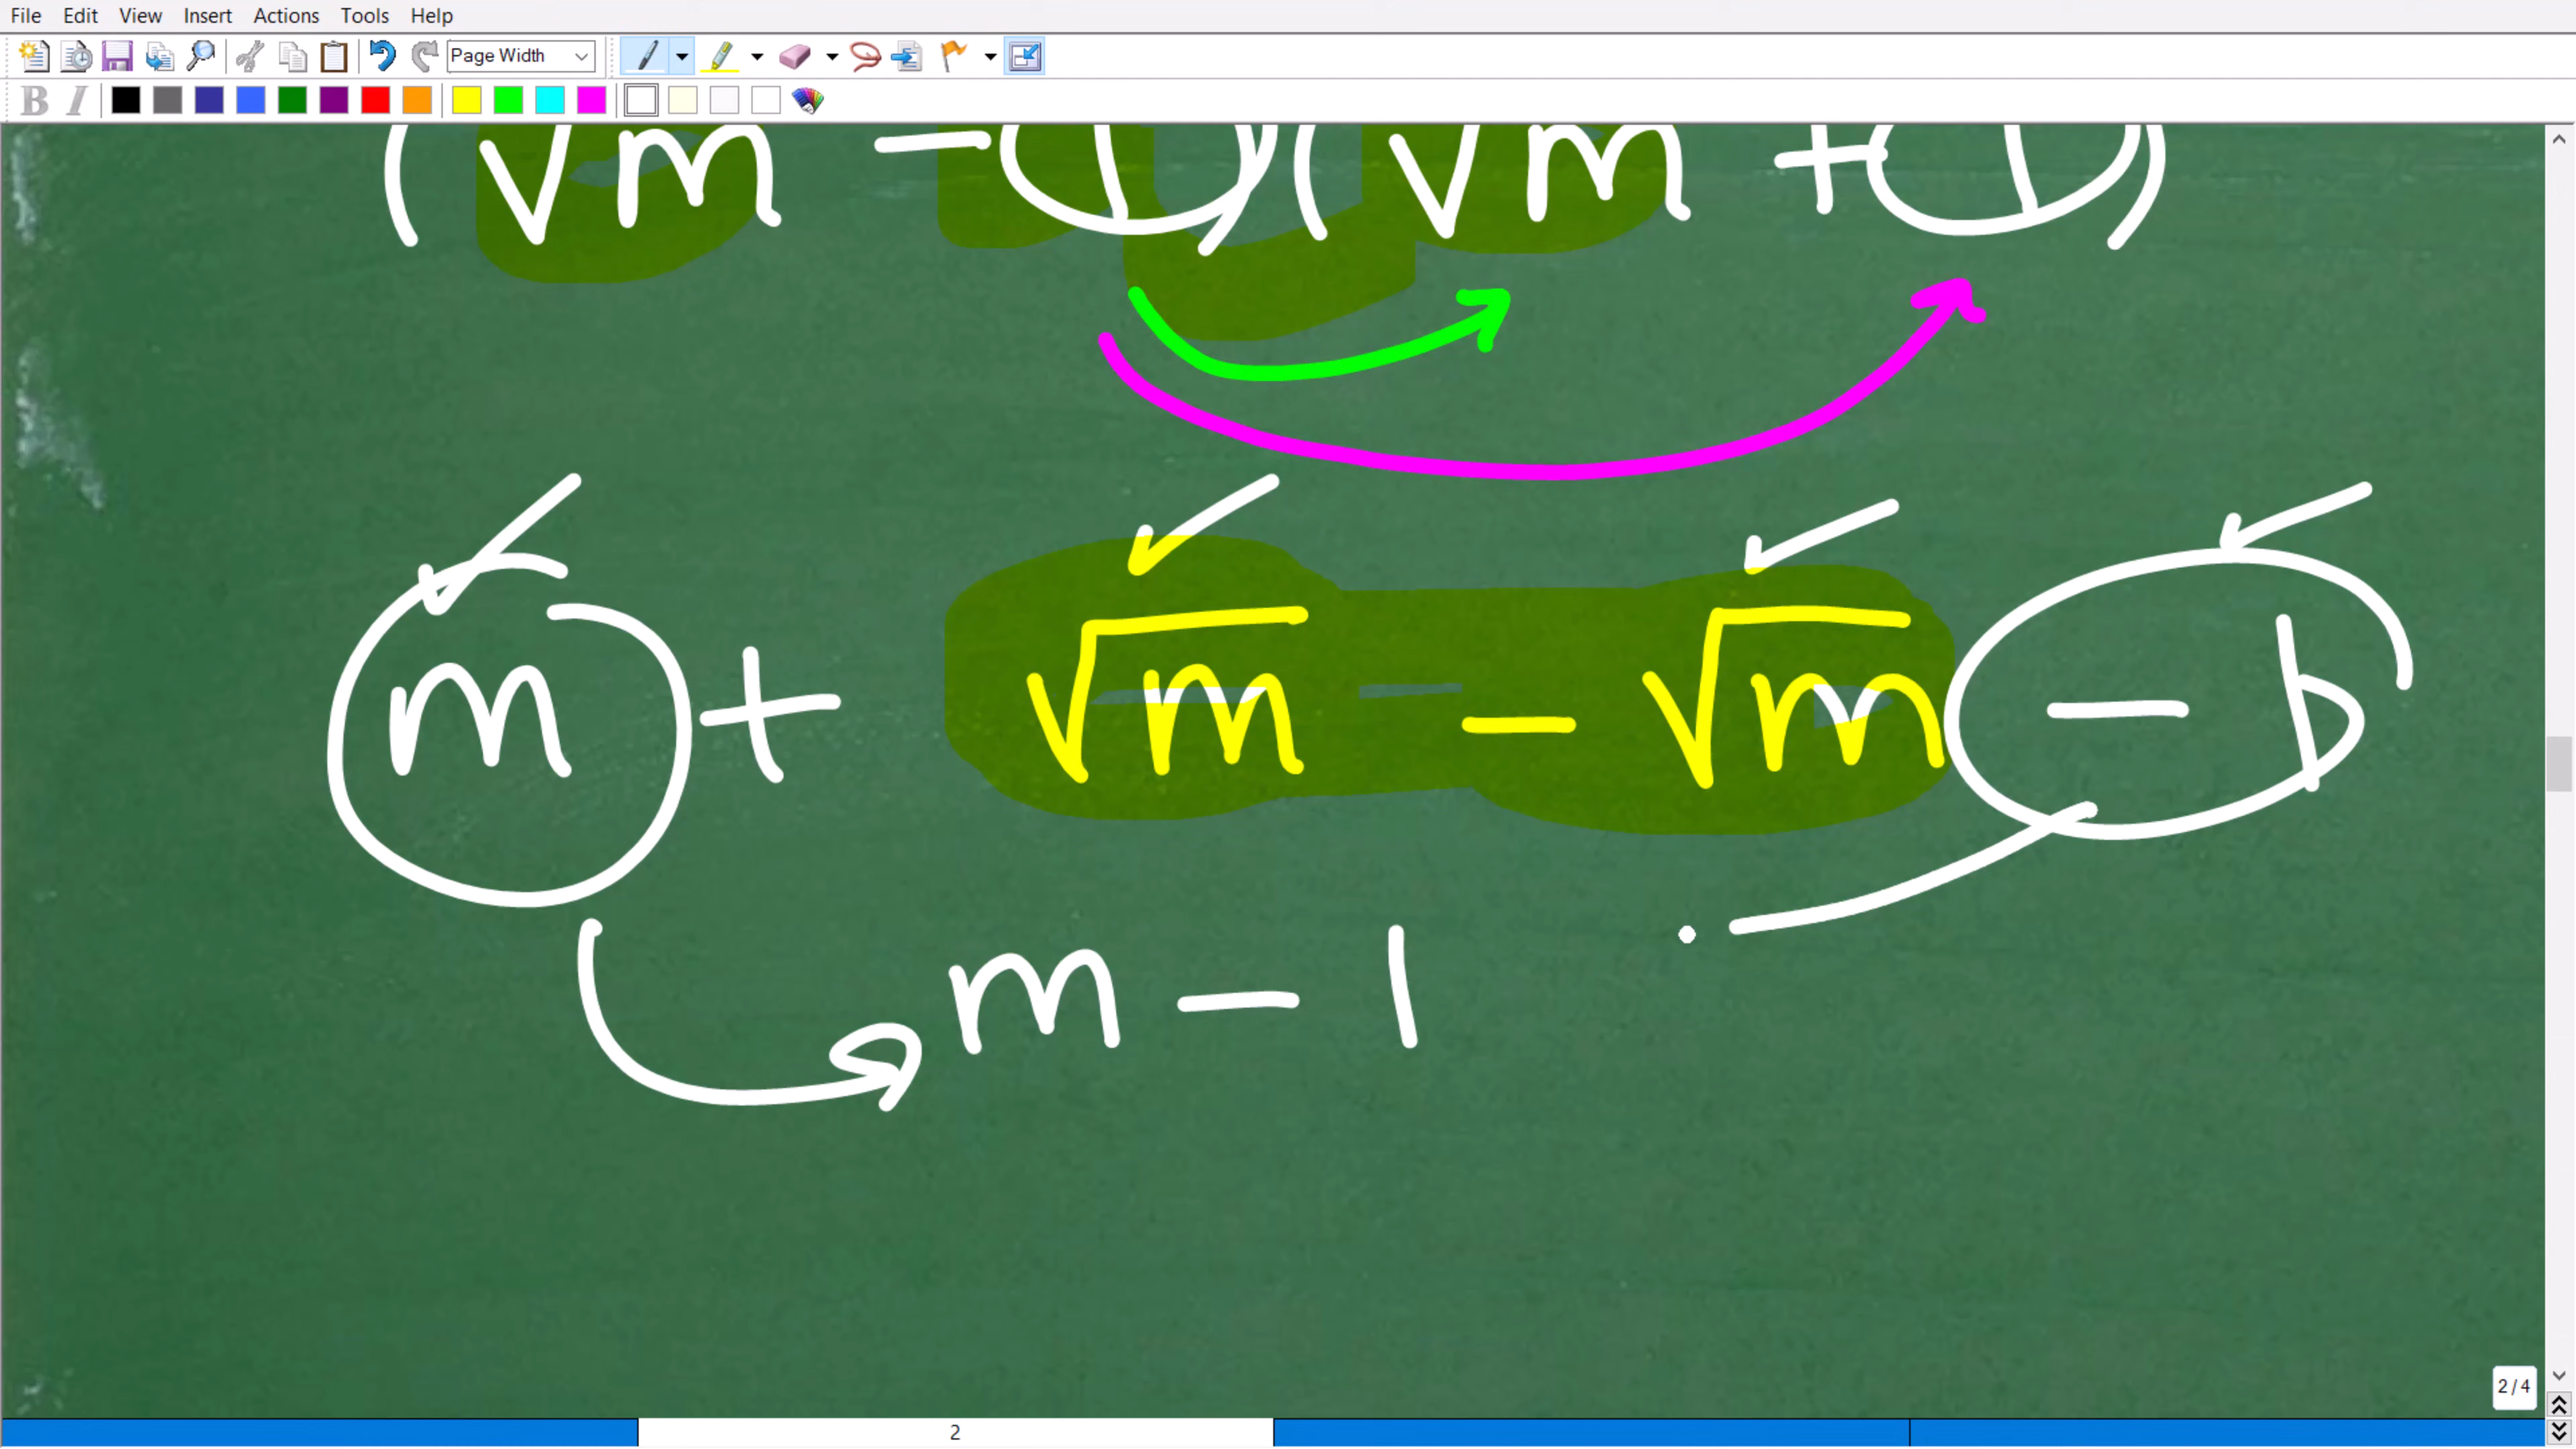 File Edit View Insert Actions Tools Help
Page Width
B I
(√m - 1)(√m + 1)
m + √m - √m - 1
m - 1
2/4
2